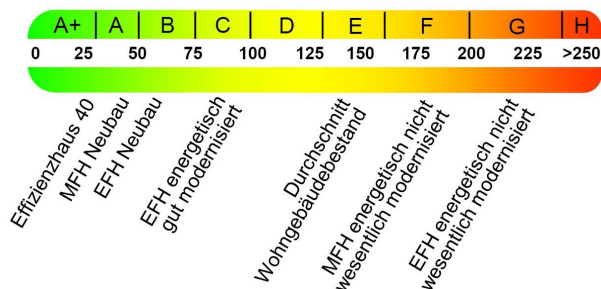 A+ A B C D E F G H
0 25 50 75 100 125 150 175 200 225 >250
Effizienzhaus 40
MFH Neubau
EFH Neubau
EFH energetisch
gut modernisiert
Durchschnitt
Wohngebäudebestand
MFH energetisch nicht
wesentlich modernisiert
EFH energetisch nicht
wesentlich modernisiert